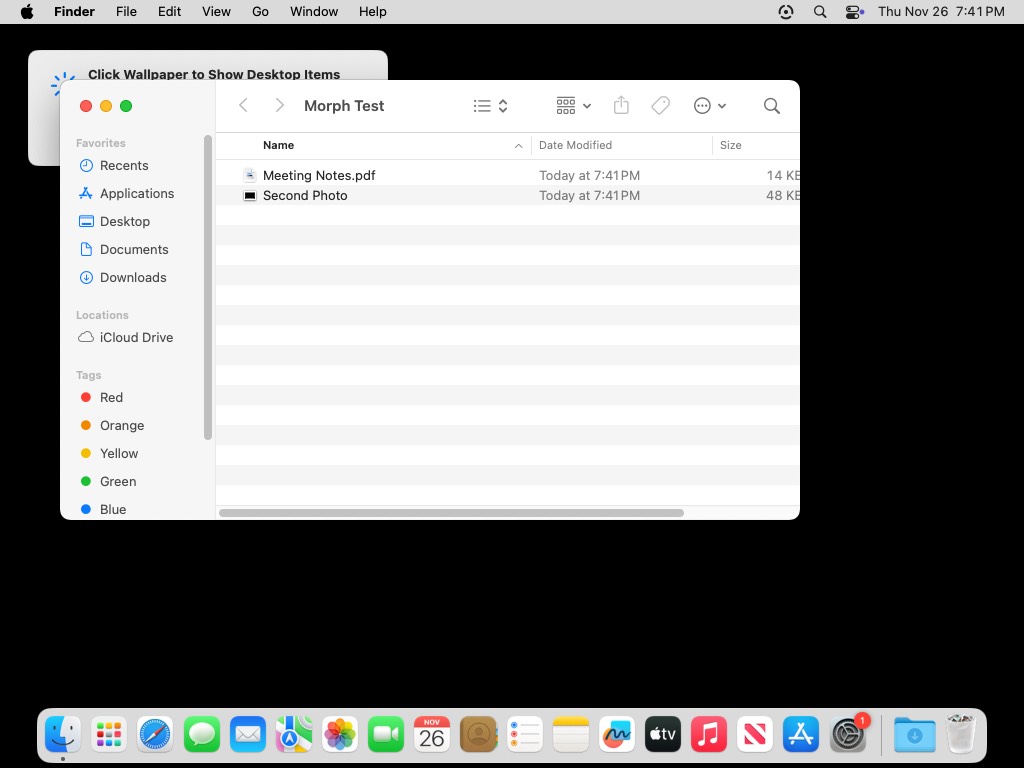 Finder File Edit View Go Window Help Thu Nov 26 7:41 PM
Click Wallpaper to Show Desktop Items
Morph Test
Favorites
Recents
Applications
Desktop
Documents
Downloads
Locations
iCloud Drive
Tags
Red
Orange
Yellow
Green
Blue
Name Date Modified Size
Meeting Notes.pdf Today at 7:41 PM 14 KB
Second Photo Today at 7:41 PM 48 KB
NOV
26
tv
1